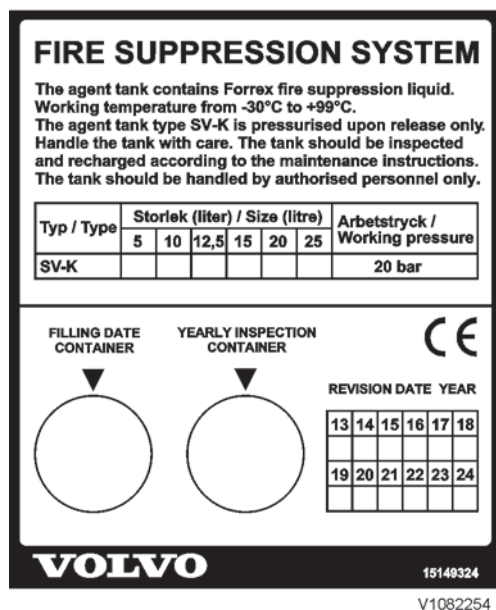 FIRE SUPPRESSION SYSTEM
The agent tank contains Forrex fire suppression liquid.
Working temperature from -30°C to +99°C.
The agent tank type SV-K is pressurised upon release only.
Handle the tank with care. The tank should be inspected
and recharged according to the maintenance instructions.
The tank should be handled by authorised personnel only.
Typ / Type Storlek (liter) / Size (litre) Arbetstryck /
Working pressure
5 10 12,5 15 20 25
SV-K 20 bar
FILLING DATE
CONTAINER
YEARLY INSPECTION
CONTAINER
CE
REVISION DATE YEAR
13 14 15 16 17 18
19 20 21 22 23 24
VOLVO
15149324
V1082254